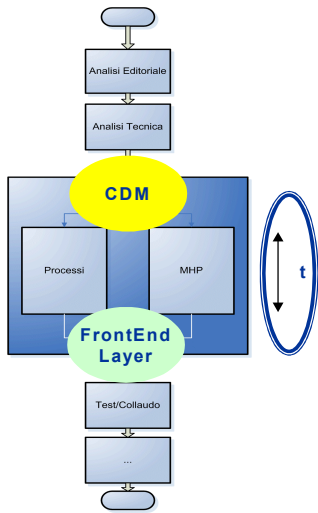 Analisi Editoriale
Analisi Tecnica
CDM
Processi
MHP
t
FrontEnd
Layer
Test/Collaudo
...